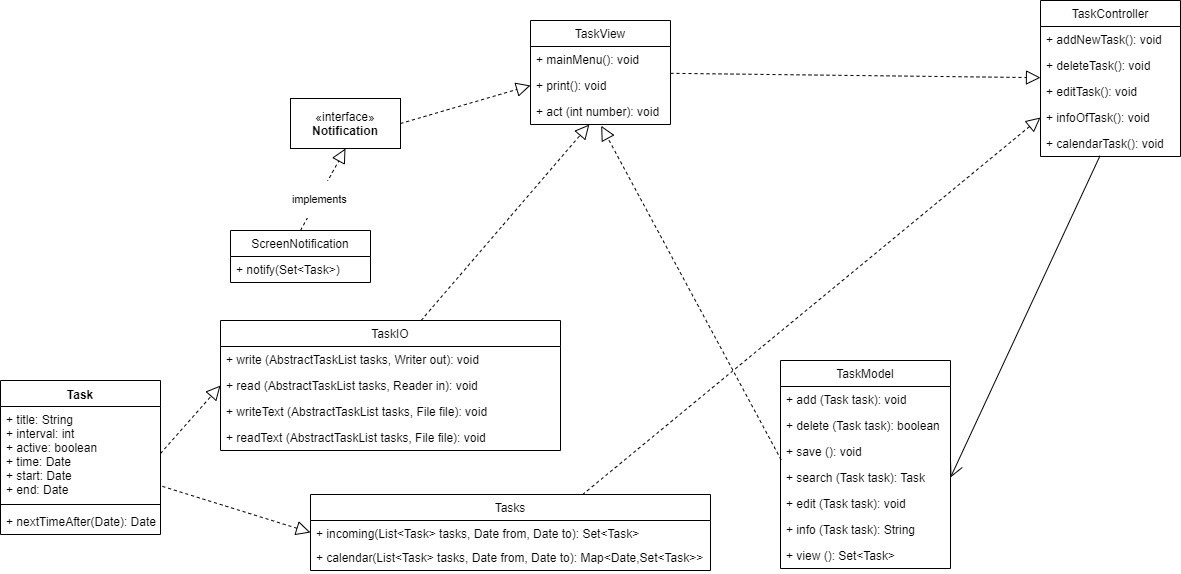 TaskController
+ addNewTask(): void
+ deleteTask(): void
+ editTask(): void
+ infoOfTask(): void
+ calendarTask(): void
TaskView
+ mainMenu(): void
+ print(): void
+ act (int number): void
«interface»
Notification
implements
ScreenNotification
+ notify(Set<Task>)
TaskIO
+ write (AbstractTaskList tasks, Writer out): void
+ read (AbstractTaskList tasks, Reader in): void
+ writeText (AbstractTaskList tasks, File file): void
+ readText (AbstractTaskList tasks, File file): void
TaskModel
+ add (Task task): void
+ delete (Task task): boolean
+ save (): void
+ search (Task task): Task
+ edit (Task task): void
+ info (Task task): String
+ view (): Set<Task>
Task
+ title: String
+ interval: int
+ active: boolean
+ time: Date
+ start: Date
+ end: Date
+ nextTimeAfter(Date): Date
Tasks
+ incoming(List<Task> tasks, Date from, Date to): Set<Task>
+ calendar(List<Task> tasks, Date from, Date to): Map<Date,Set<Task>>